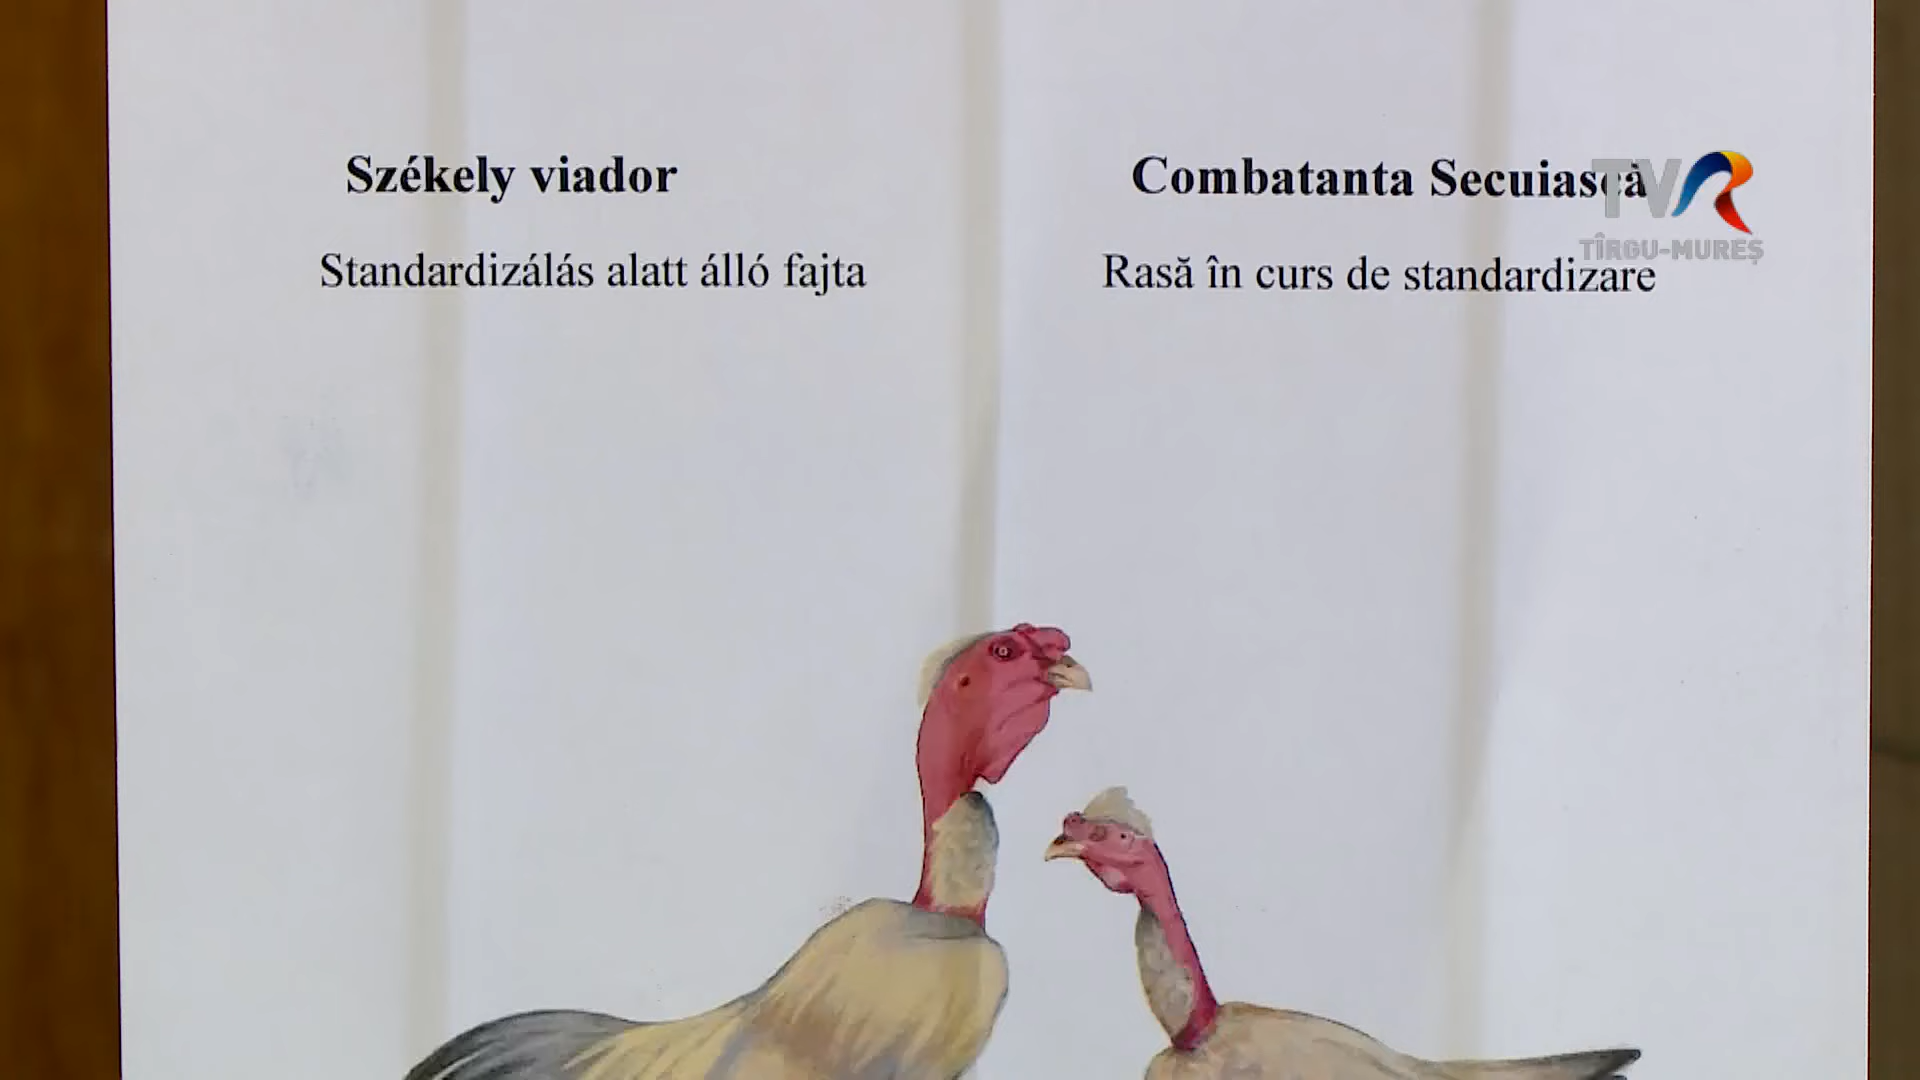 Székely viador
Standardizálás alatt álló fajta
Combatanta Secuiască
Rasă în curs de standardizare
TVR
TÎRGU-MUREȘ